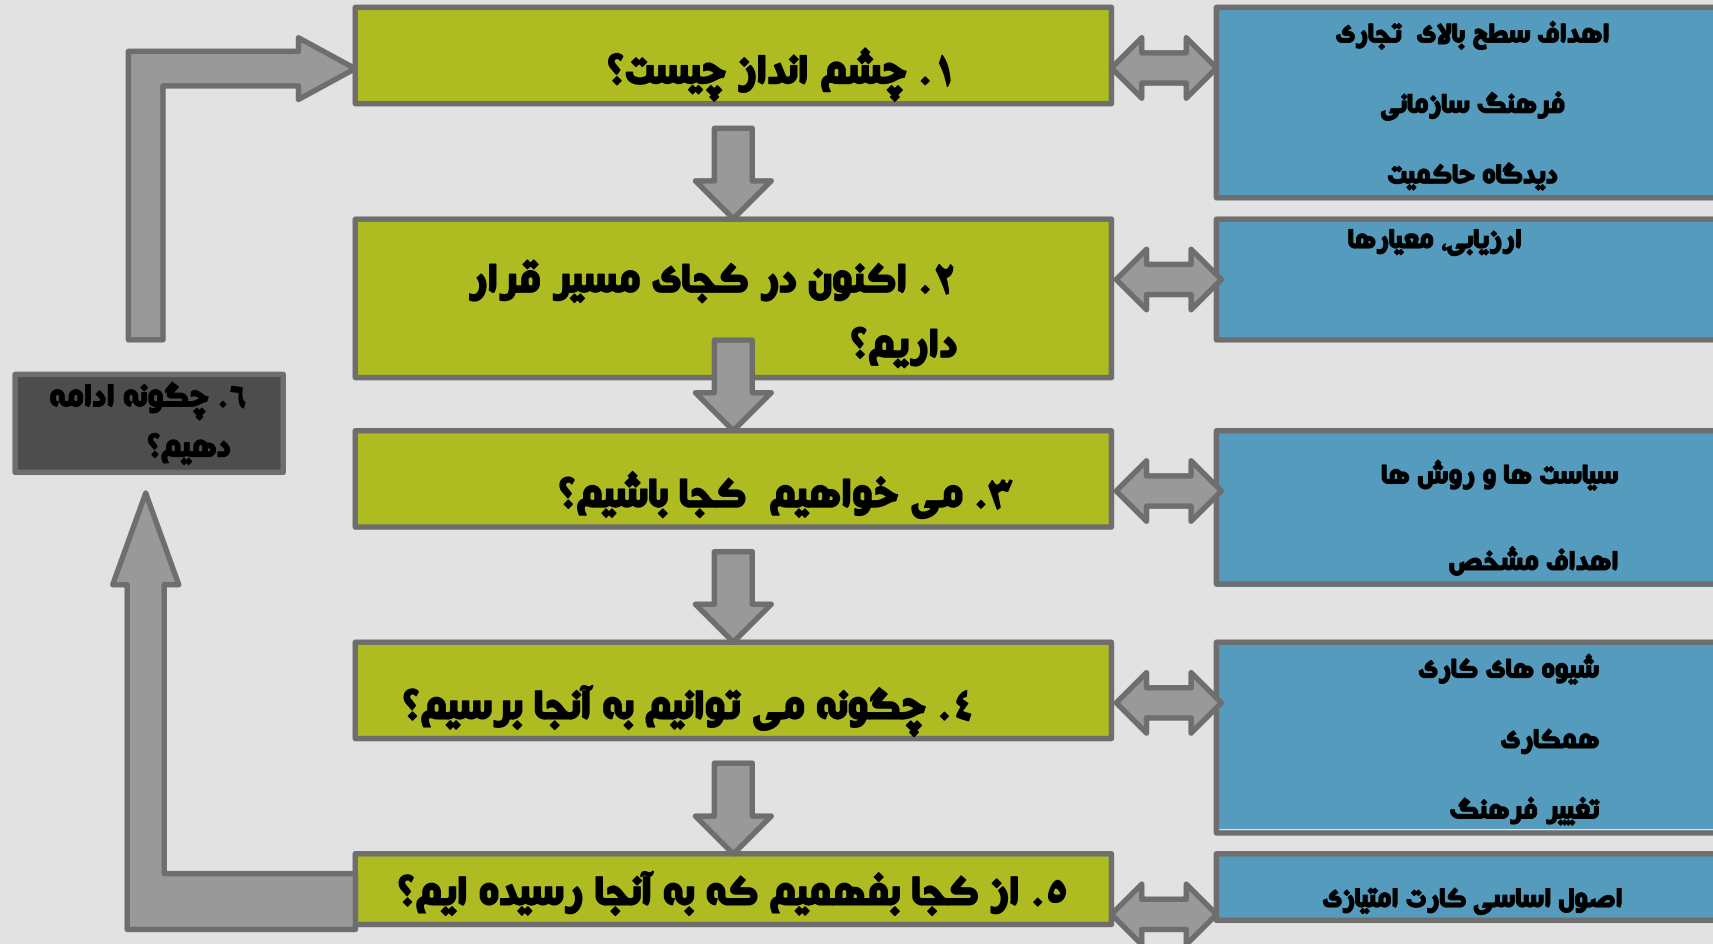 ۱. چشم انداز چیست؟
اهداف سطح بالای تجاری
فرهنگ سازمانی
دیدگاه حاکمیت
۲. اکنون در کجای مسیر قرار
داریم؟
ارزیابی، معیارها
۳. می خواهیم کجا باشیم؟
سیاست ها و روش ها
اهداف مشخص
٤. چگونه می توانیم به آنجا برسیم؟
شیوه های کاری
همکاری
تغییر فرهنگ
۵. از کجا بفهمیم که به آنجا رسیده ایم؟
اصول اساسی کارت امتیازی
٦. چگونه ادامه
دهیم؟